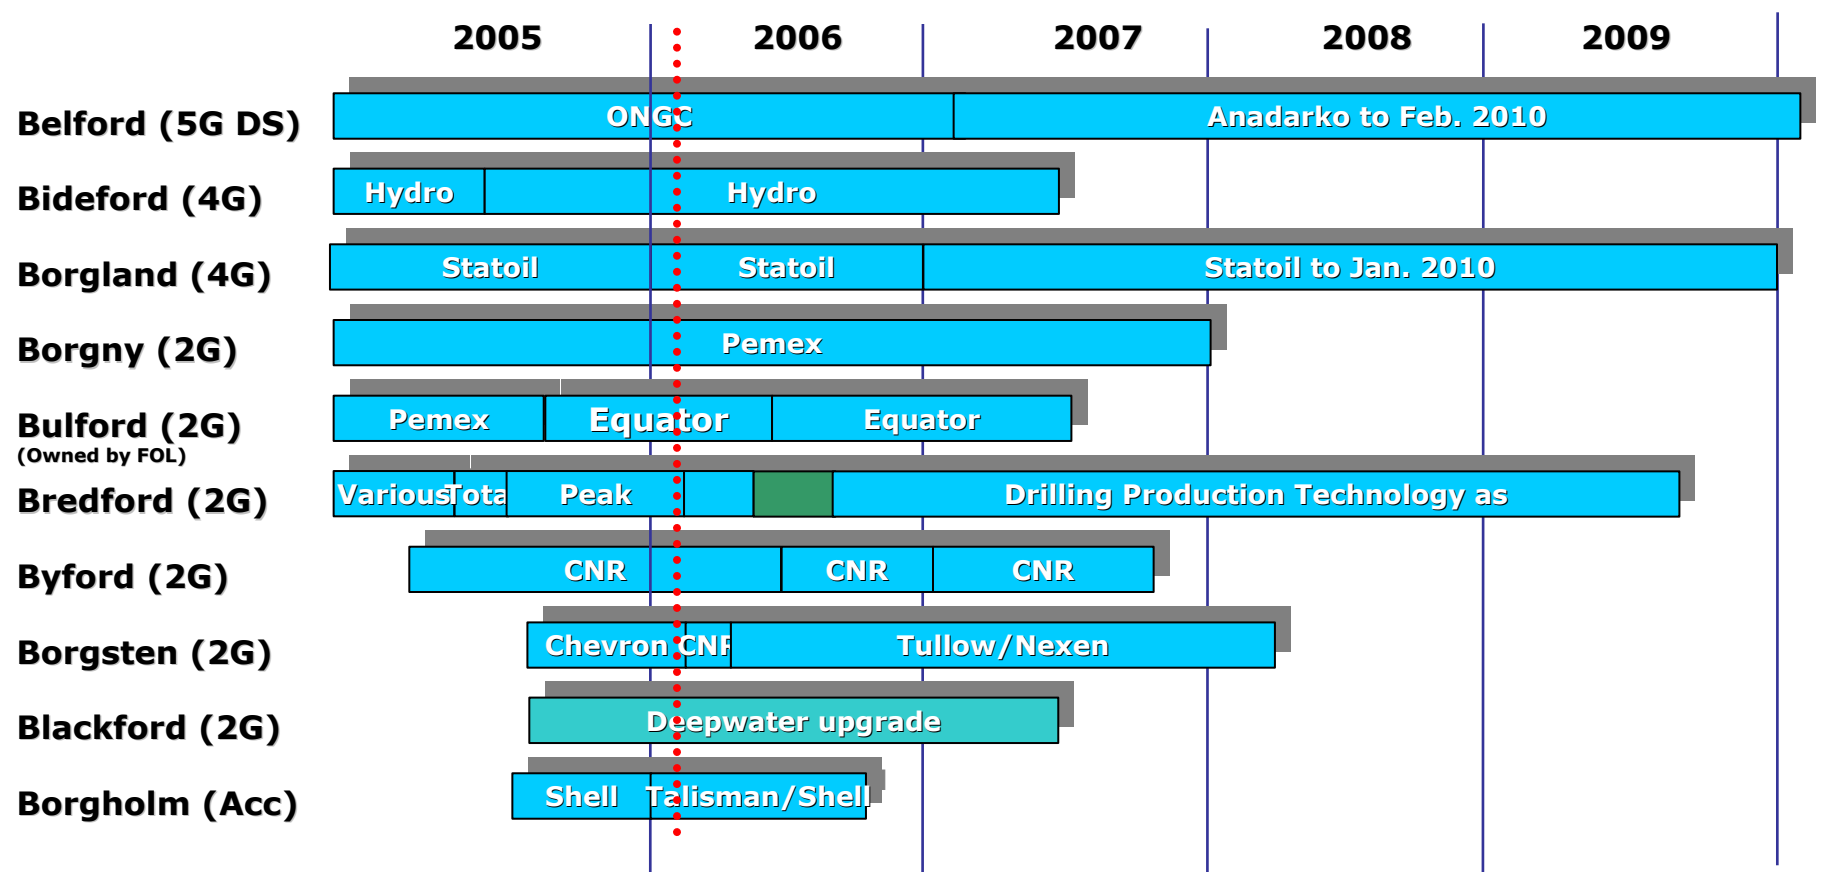 2005 2006 2007 2008 2009
Belford (5G DS) ONGC Anadarko to Feb. 2010
Bideford (4G) Hydro Hydro
Borgland (4G) Statoil Statoil Statoil to Jan. 2010
Borgny (2G) Pemex
Bulford (2G) Pemex Equator Equator
(Owned by FOL)
Bredford (2G) Various Tota Peak Drilling Production Technology as
Byford (2G) CNR CNR CNR
Borgsten (2G) Chevron CNR Tullow/Nexen
Blackford (2G) Deepwater upgrade
Borgholm (Acc) Shell Talisman/Shell